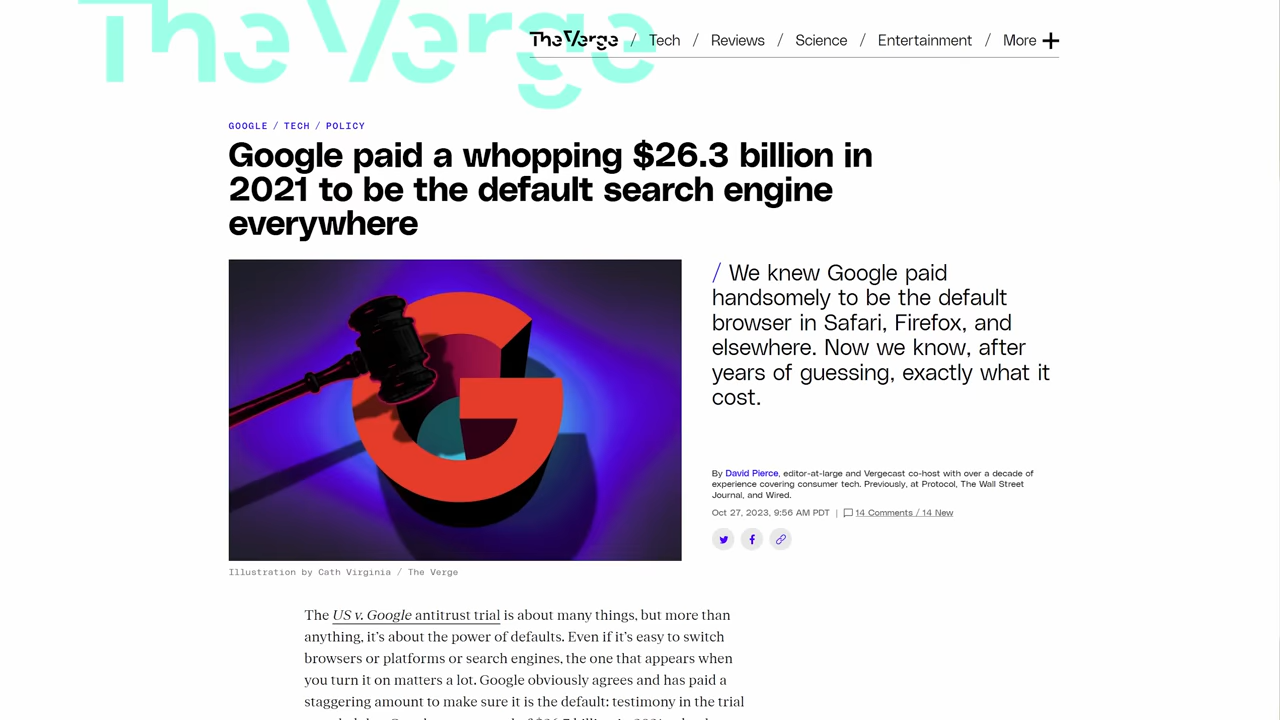 The Verge
The Verge / Tech / Reviews / Science / Entertainment / More +
GOOGLE / TECH / POLICY
Google paid a whopping $26.3 billion in
2021 to be the default search engine
everywhere
/ We knew Google paid
handsomely to be the default
browser in Safari, Firefox, and
elsewhere. Now we know, after
years of guessing, exactly what it
cost.
By David Pierce, editor-at-large and Vergecast co-host with over a decade of
experience covering consumer tech. Previously, at Protocol, The Wall Street
Journal, and Wired.
Oct 27, 2023, 9:56 AM PDT | 14 Comments / 14 New
Illustration by Cath Virginia / The Verge
The US v. Google antitrust trial is about many things, but more than
anything, it's about the power of defaults. Even if it's easy to switch
browsers or platforms or search engines, the one that appears when
you turn it on matters a lot. Google obviously agrees and has paid a
staggering amount to make sure it is the default: testimony in the trial